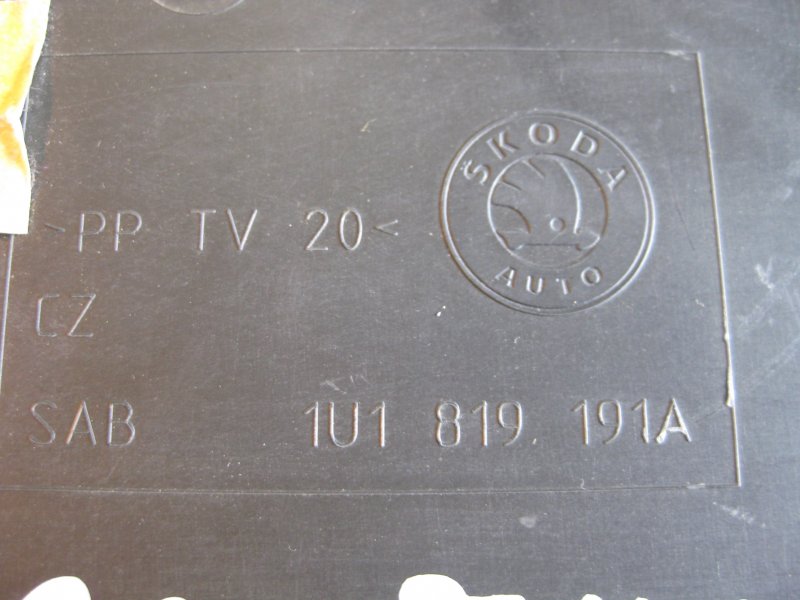 ŠKODA
AUTO
>PP TV 20<
CZ
SAB 1U1 819 191A